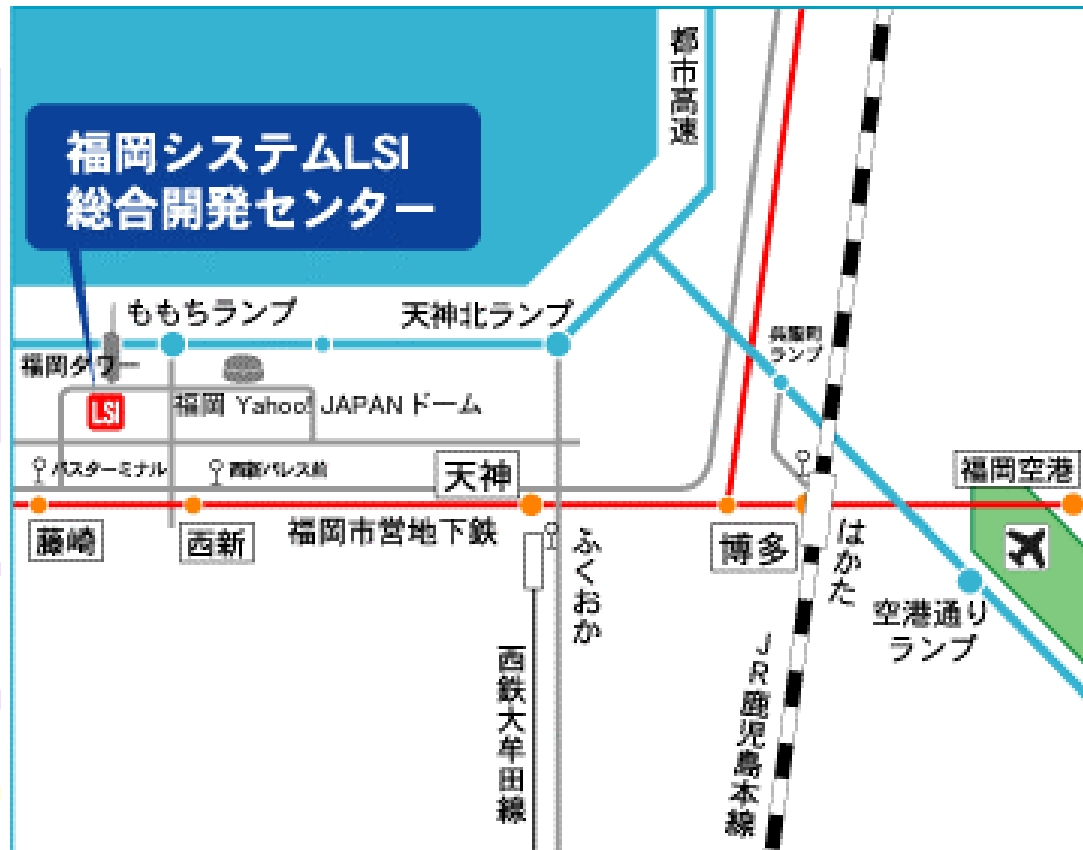 都市高速
福岡システムLSI
総合開発センター
ももちランプ
天神北ランプ
呉服町
ランプ
福岡タワー
LSI
福岡 Yahoo! JAPAN ドーム
バスターミナル
西新パレス前
天神
福岡空港
藤崎
西新
福岡市営地下鉄
ふくおか
博多
はかた
空港通り
ランプ
西鉄大牟田線
JR鹿児島本線